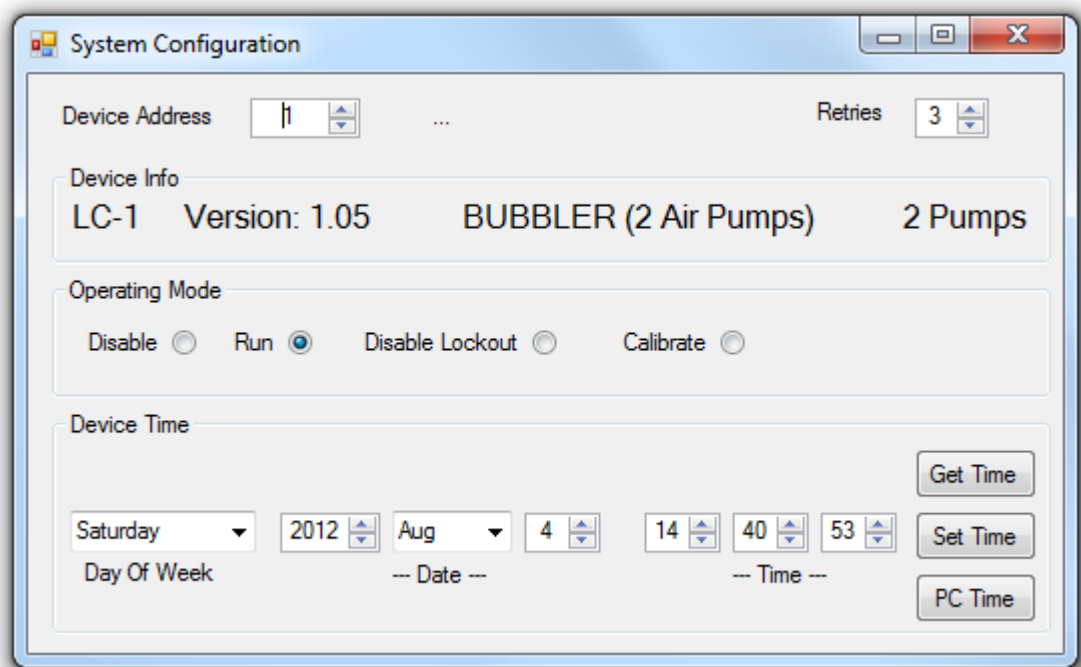 System Configuration
Device Address 1 ... Retries 3
Device Info
LC-1 Version: 1.05 BUBBLER (2 Air Pumps) 2 Pumps
Operating Mode
Disable Run Disable Lockout Calibrate
Device Time
Get Time
Saturday 2012 Aug 4 14 40 53 Set Time
Day Of Week --- Date --- --- Time ---
PC Time